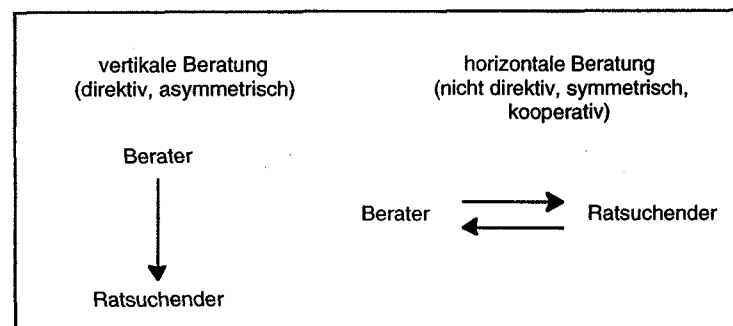 vertikale Beratung
(direktiv, asymmetrisch)
Berater
Ratsuchender
horizontale Beratung
(nicht direktiv, symmetrisch,
kooperativ)
Berater
Ratsuchender